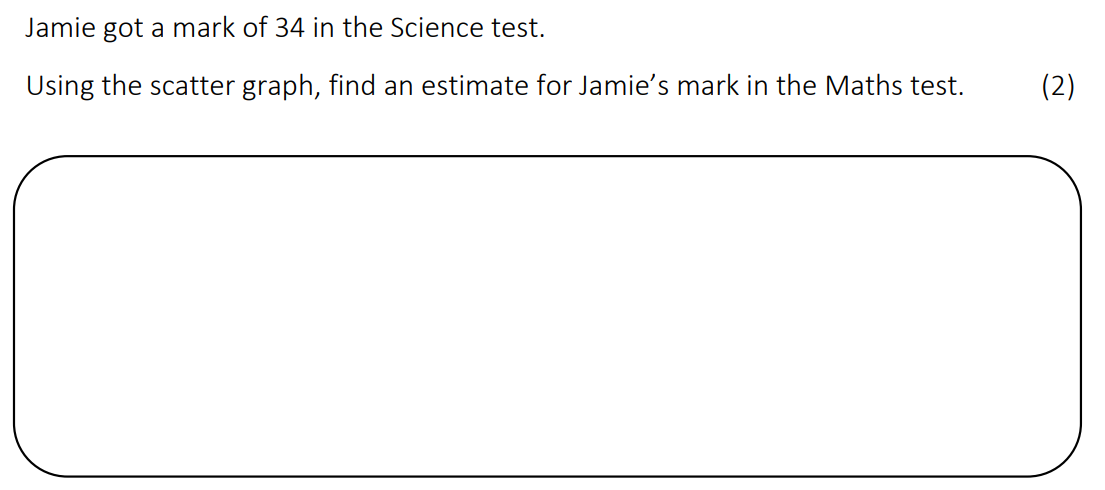 Jamie got a mark of 34 in the Science test.
Using the scatter graph, find an estimate for Jamie’s mark in the Maths test. (2)